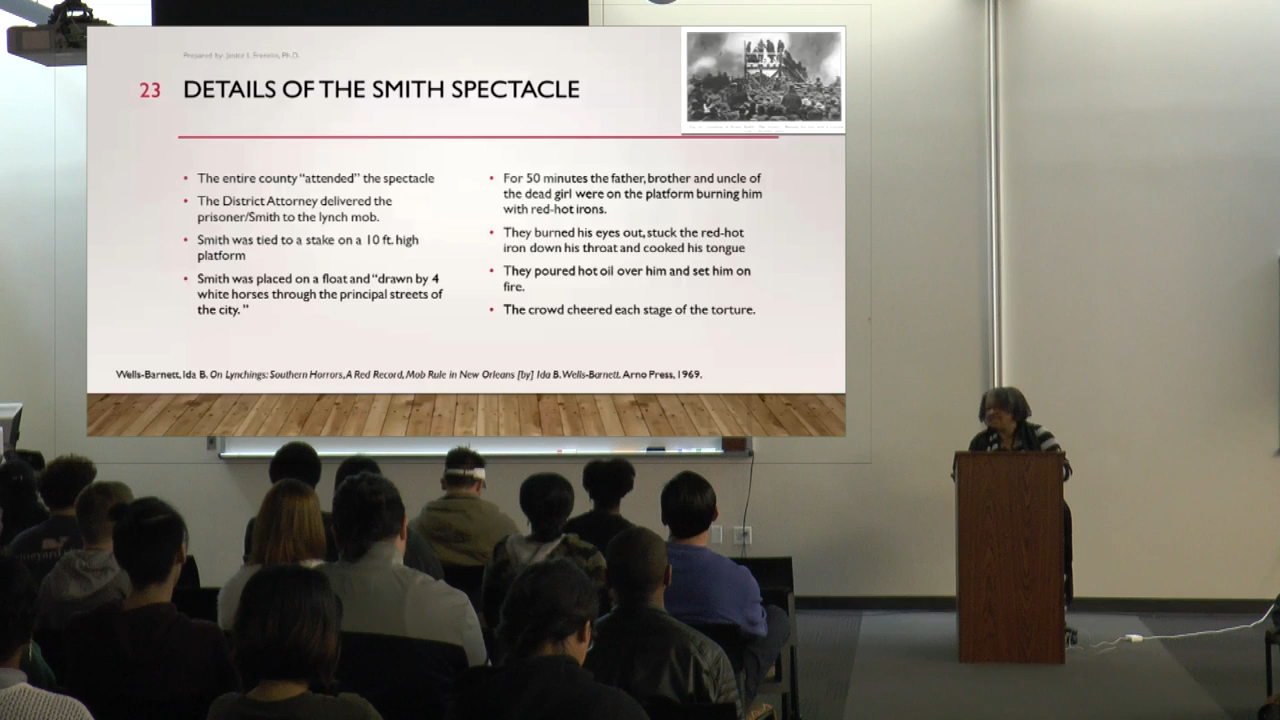 Prepared by: Jestor I. Franklin, Ph.D.
23 DETAILS OF THE SMITH SPECTACLE
• The entire county “attended” the spectacle
• The District Attorney delivered the
prisoner/Smith to the lynch mob.
• Smith was tied to a stake on a 10 ft. high
platform
• Smith was placed on a float and “drawn by 4
white horses through the principal streets of
the city. ”
• For 50 minutes the father, brother and uncle of
the dead girl were on the platform burning him
with red-hot irons.
• They burned his eyes out, stuck the red-hot
iron down his throat and cooked his tongue
• They poured hot oil over him and set him on
fire.
• The crowd cheered each stage of the torture.
Wells-Barnett, Ida B. On Lynchings: Southern Horrors, A Red Record, Mob Rule in New Orleans [by] Ida B. Wells-Barnett. Arno Press, 1969.